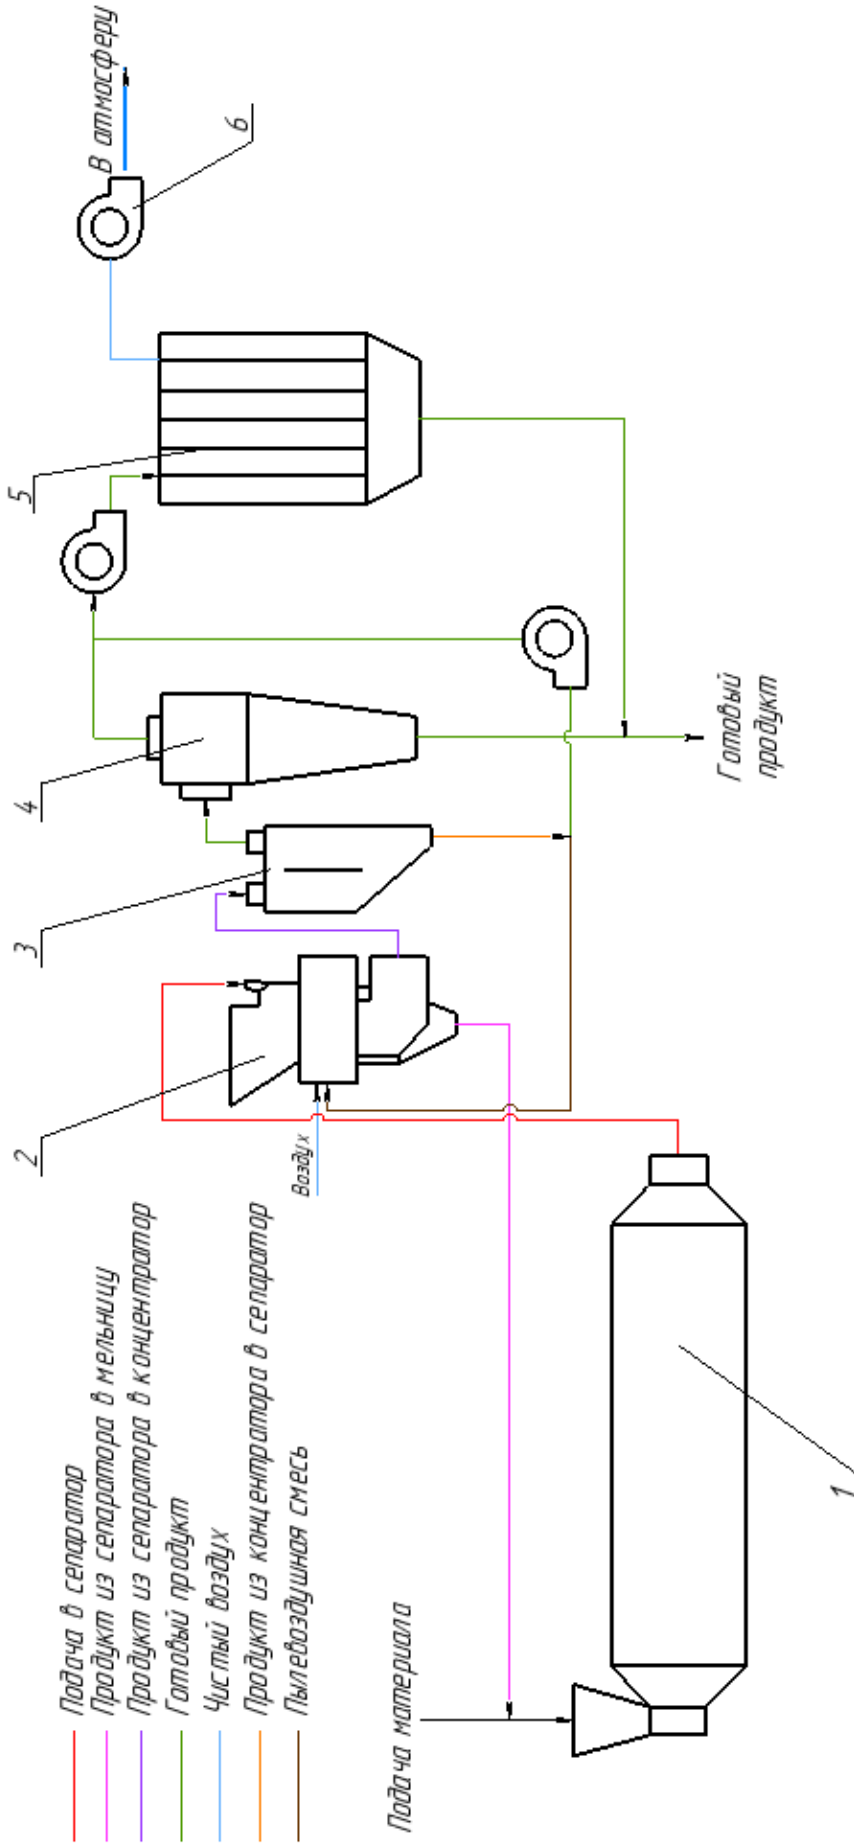 Подача в сепаратор
Продукт из сепаратора в мельницу
Продукт из сепаратора в концентратор
Готовый продукт
Чистый воздух
Продукт из концентратора в сепаратор
Пылевоздушная смесь
Подача материала
Воздух
Готовый
продукт
В атмосферу
1
2
3
4
5
6